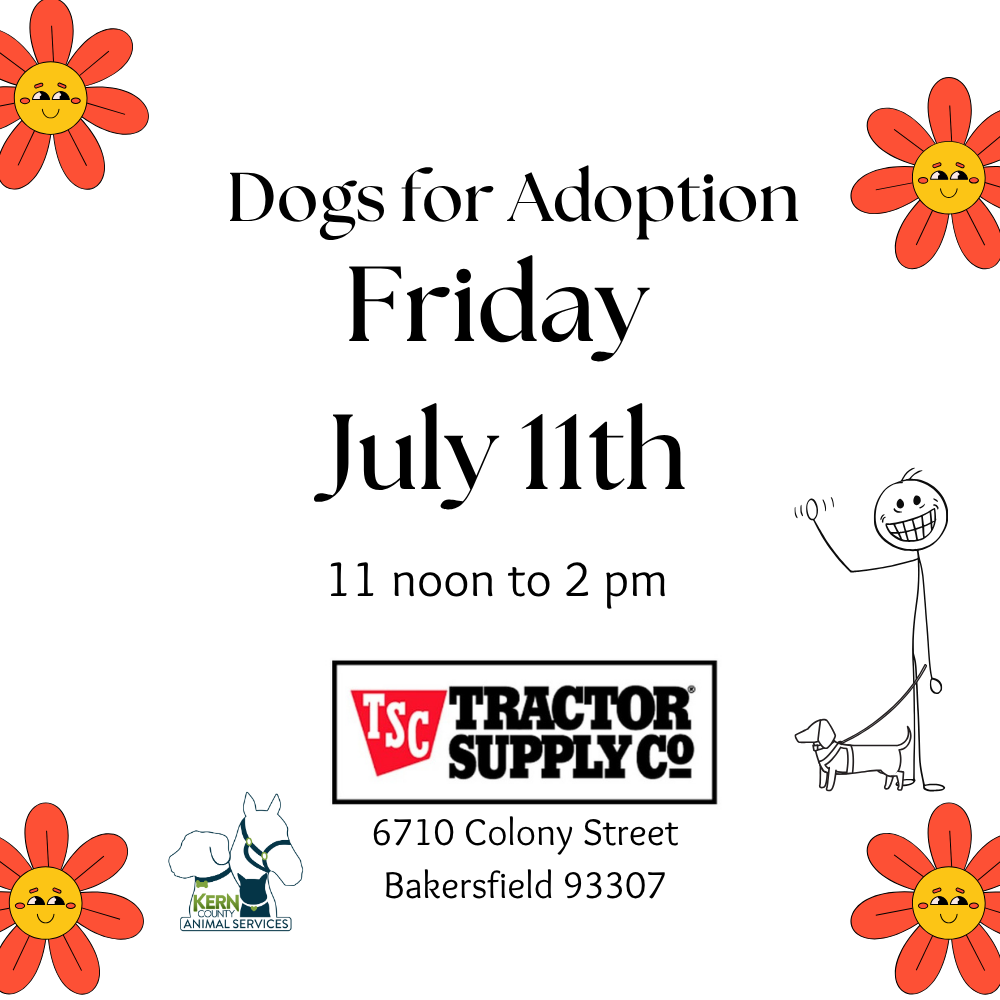 Dogs for Adoption
Friday
July 11th
11 noon to 2 pm
TSC TRACTOR
SUPPLY Co
®
6710 Colony Street
Bakersfield 93307
KERN
COUNTY
ANIMAL SERVICES